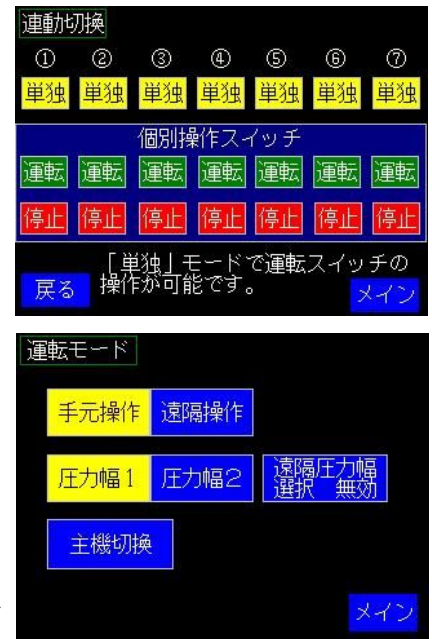 連動切換
① ② ③ ④ ⑤ ⑥ ⑦
単独 単独 単独 単独 単独 単独 単独
個別操作スイッチ
運転 運転 運転 運転 運転 運転 運転
停止 停止 停止 停止 停止 停止 停止
「単独」モードで運転スイッチの
操作が可能です。
戻る メイン
運転モード
手元操作 遠隔操作
圧力幅1 圧力幅2 遠隔圧力幅
選択 無効
主機切換
メイン